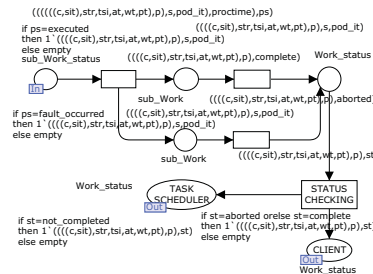 ((((((c,sit),str,tsi,at,wt,pt),p),s,pod_it),proctime),ps)
if ps=executed
then 1`((((c,sit),str,tsi,at,wt,pt),p),s,pod_it)
else empty
((((c,sit),str,tsi,at,wt,pt),p),s,pod_it)
sub_Work_status
In
((((c,sit),str,tsi,at,wt,pt),p),complete)
Work_status
sub_Work
((((c,sit),str,tsi,at,wt,pt),p),aborted)
if ps=fault_occurred
then 1`((((c,sit),str,tsi,at,wt,pt),p),s,pod_it)
else empty
((((c,sit),str,tsi,at,wt,pt),p),s,pod_it)
sub_Work
((((c,sit),str,tsi,at,wt,pt),p),st)
Work_status
TASK
SCHEDULER
Out
STATUS
CHECKING
if st=not_completed
then 1`((((c,sit),str,tsi,at,wt,pt),p),st)
else empty
if st=aborted orelse st=complete
then 1`((((c,sit),str,tsi,at,wt,pt),p),st)
else empty
CLIENT
Out
Work_status